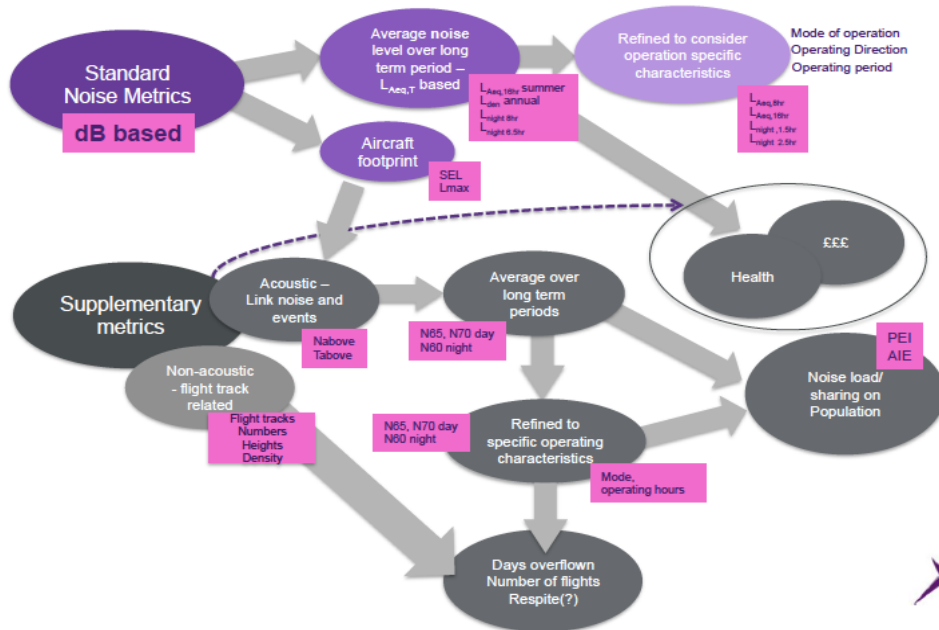 Standard
Noise Metrics
dB based
Average noise
level over long
term period –
LAeq,T based
LAeq,16hr summer
Lden annual
Lnight 8hr
Lnight 6.5hr
Refined to consider
operation specific
characteristics
Mode of operation
Operating Direction
Operating period
LAeq,8hr
LAeq,16hr
Lnight ,1.5hr
Lnight 2.5hr
Aircraft
footprint
SEL
Lmax
£££
Health
Supplementary
metrics
Acoustic –
Link noise and
events
Nabove
Tabove
Average over
long term
periods
N65, N70 day
N60 night
PEI
AIE
Noise load/
sharing on
Population
Non-acoustic
- flight track
related
Flight tracks
Numbers
Heights
Density
N65, N70 day
N60 night
Refined to
specific operating
characteristics
Mode,
operating hours
Days overflown
Number of flights
Respite(?)